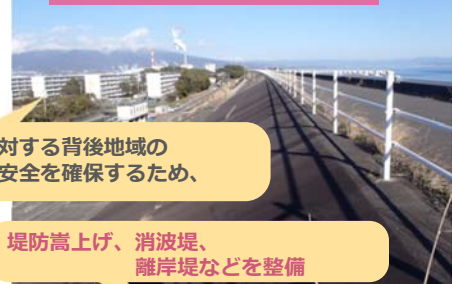 対する背後地域の
安全を確保するため、
堤防嵩上げ、消波堤、
離岸堤などを整備